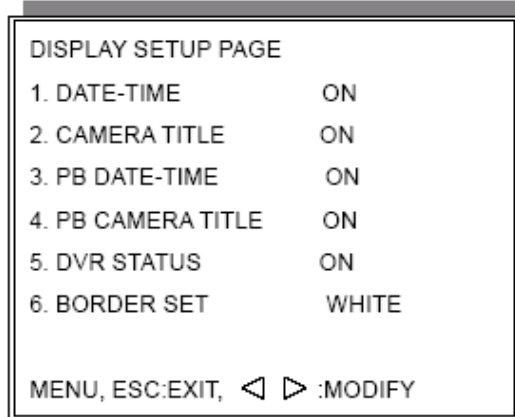 DISPLAY SETUP PAGE
1. DATE-TIME ON
2. CAMERA TITLE ON
3. PB DATE-TIME ON
4. PB CAMERA TITLE ON
5. DVR STATUS ON
6. BORDER SET WHITE
MENU, ESC:EXIT, ◁ ▷ :MODIFY